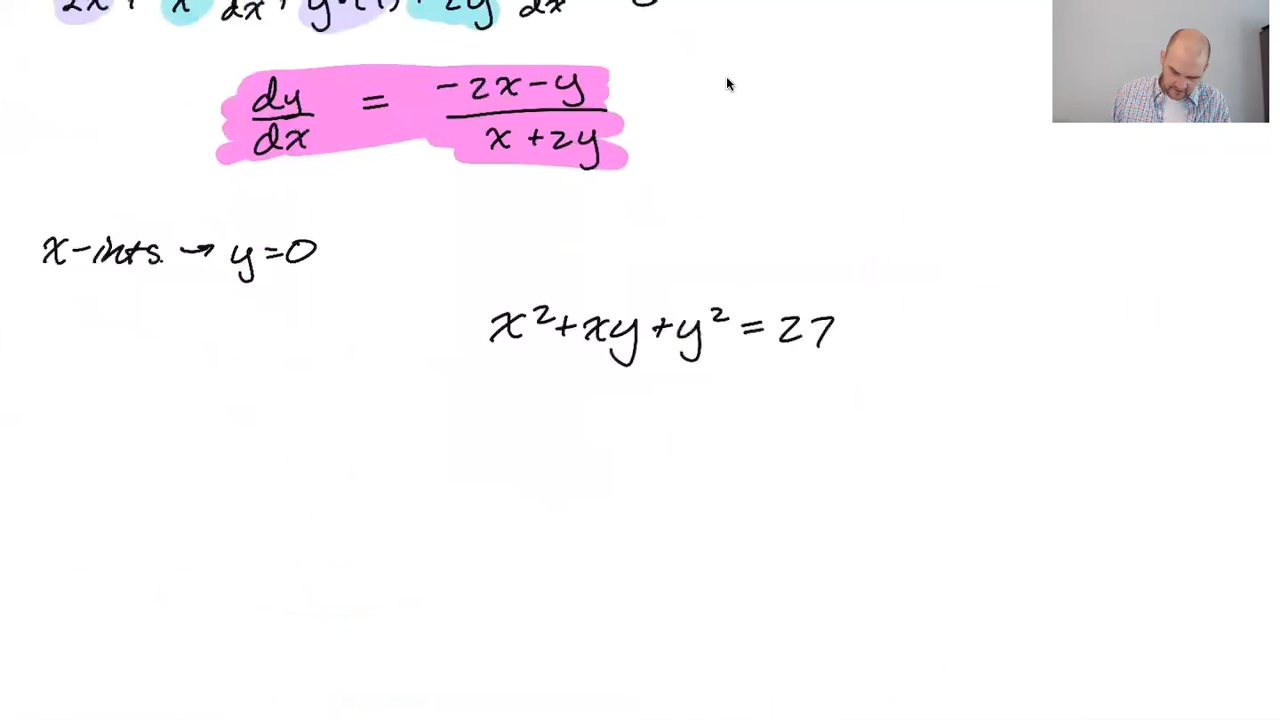 dy/dx = -2x-y / x+2y
x-ints. → y=0
x²+xy+y²=27